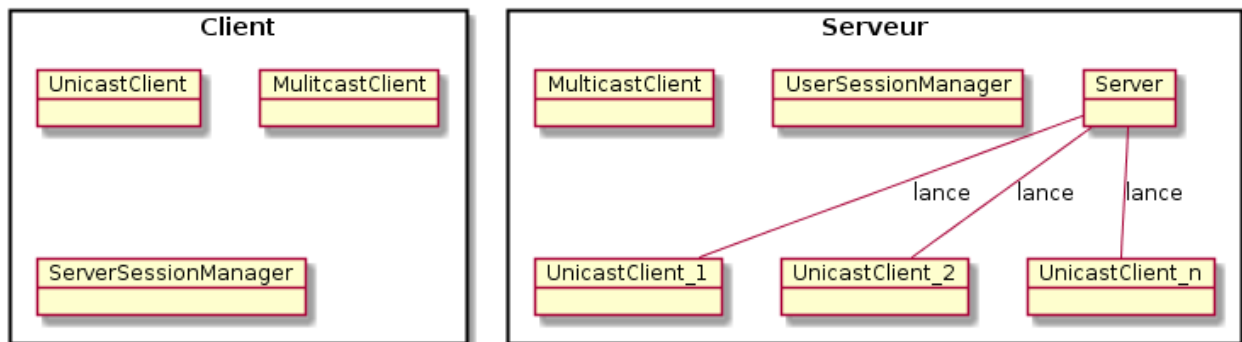 Client
UnicastClient
MulitcastClient
ServerSessionManager
Serveur
MulticastClient
UserSessionManager
Server
lance
lance
lance
UnicastClient_1
UnicastClient_2
UnicastClient_n